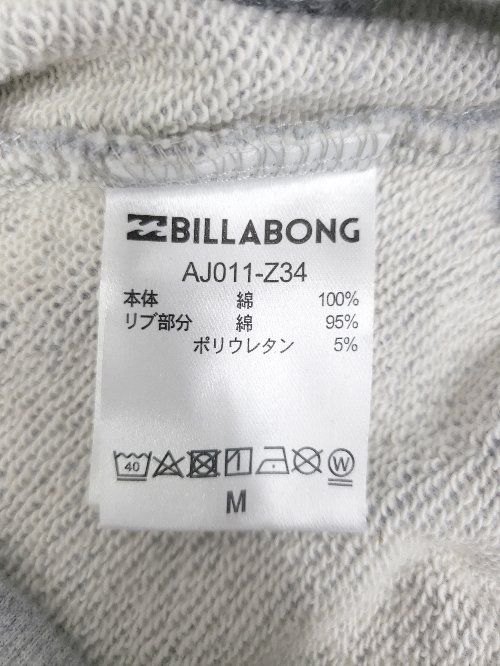 BILLABONG
AJ011-Z34
本体 綿 100%
リブ部分 綿 95%
ポリウレタン 5%
40 W
M